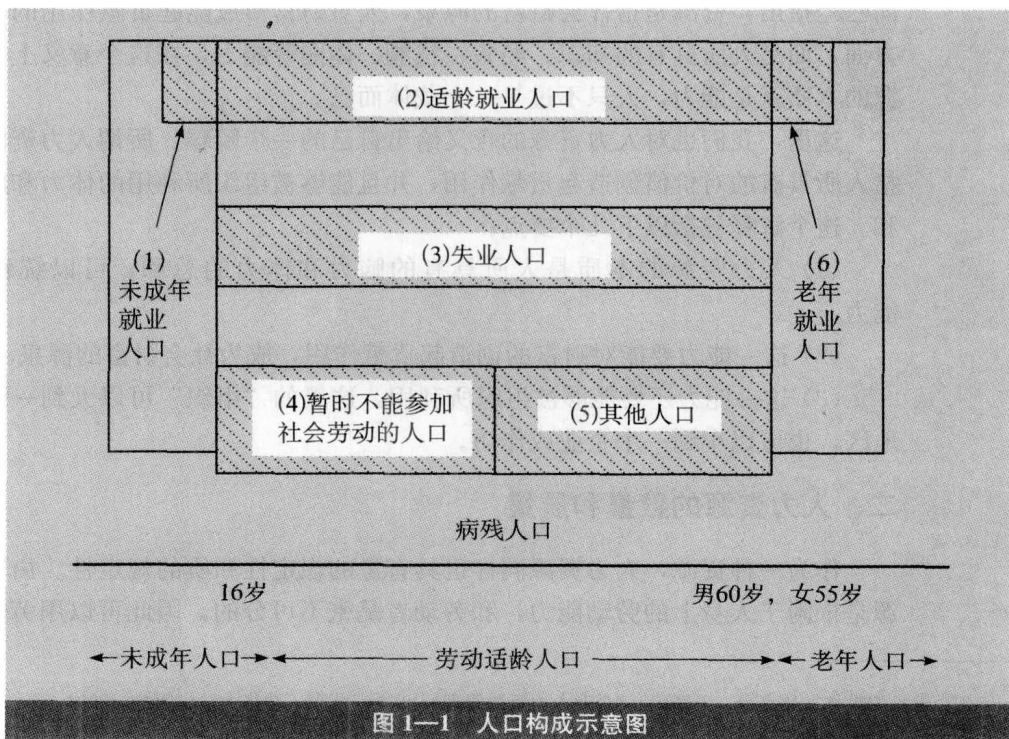 (2)适龄就业人口
(3)失业人口
(1)
未成年
就业
人口
(6)
老年
就业
人口
(4)暂时不能参加
社会劳动的人口
(5)其他人口
病残人口
16岁
男60岁，女55岁
未成年人口
劳动适龄人口
老年人口
图 1—1 人口构成示意图